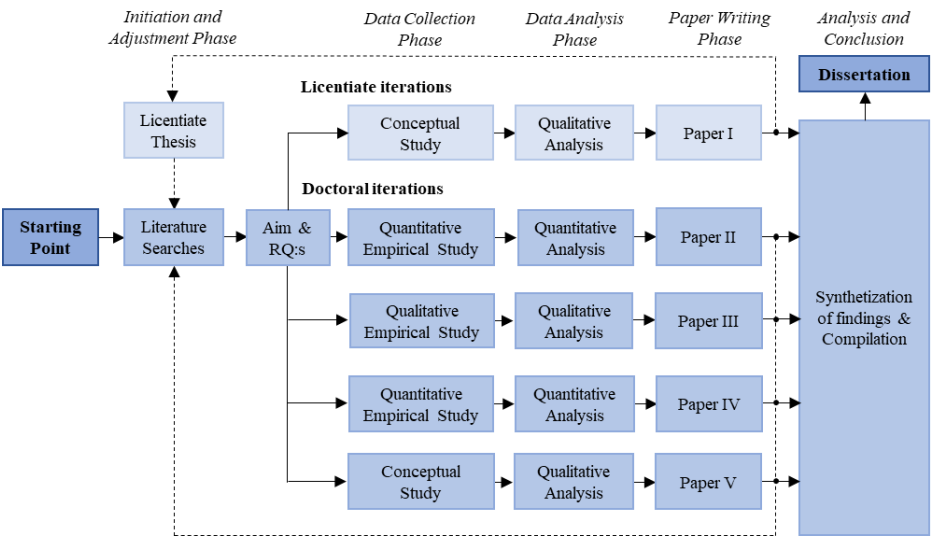 Initiation and
Adjustment Phase
Data Collection
Phase
Data Analysis
Phase
Paper Writing
Phase
Analysis and
Conclusion
Dissertation
Licentiate iterations
Licentiate
Thesis
Conceptual
Study
Qualitative
Analysis
Paper I
Doctoral iterations
Starting
Point
Literature
Searches
Aim &
RQ:s
Quantitative
Empirical Study
Quantitative
Analysis
Paper II
Qualitative
Empirical Study
Qualitative
Analysis
Paper III
Synthetization
of findings &
Compilation
Quantitative
Empirical Study
Quantitative
Analysis
Paper IV
Conceptual
Study
Qualitative
Analysis
Paper V